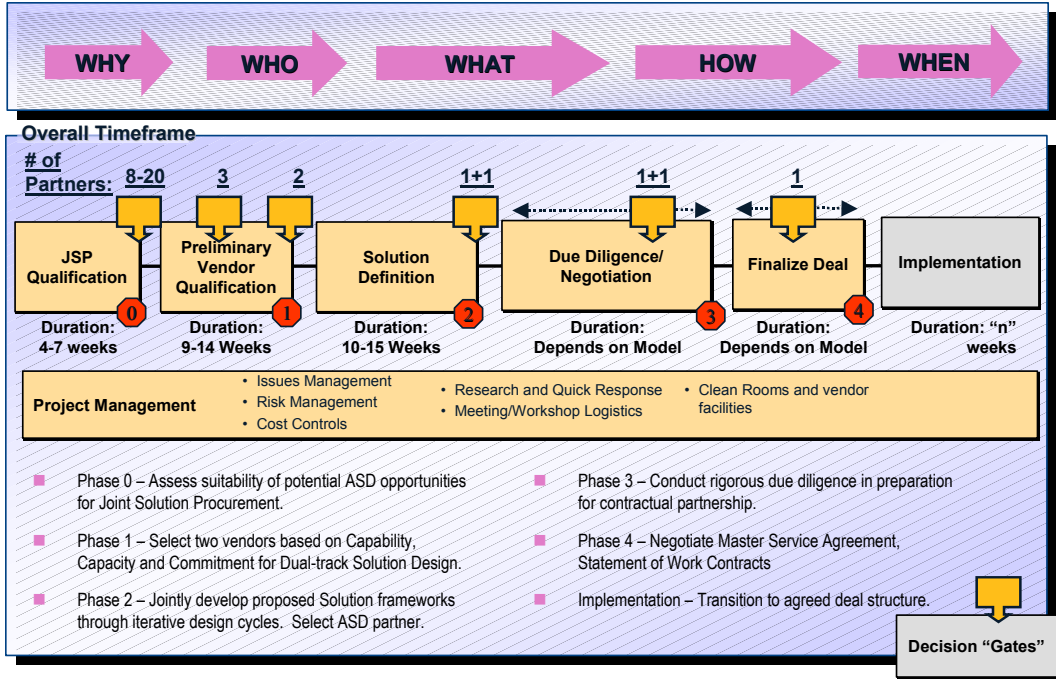 WHY
WHO
WHAT
HOW
WHEN
Overall Timeframe
# of
Partners:
8-20
3
2
1+1
1+1
1
JSP
Qualification
0
Preliminary
Vendor
Qualification
1
Solution
Definition
2
Due Diligence/
Negotiation
3
Finalize Deal
4
Implementation
Duration:
4-7 weeks
Duration:
9-14 Weeks
Duration:
10-15 Weeks
Duration:
Depends on Model
Duration:
Depends on Model
Duration: “n”
weeks
Project Management
• Issues Management
• Risk Management
• Cost Controls
• Research and Quick Response
• Meeting/Workshop Logistics
• Clean Rooms and vendor
facilities
Phase 0 – Assess suitability of potential ASD opportunities
for Joint Solution Procurement.
Phase 1 – Select two vendors based on Capability,
Capacity and Commitment for Dual-track Solution Design.
Phase 2 – Jointly develop proposed Solution frameworks
through iterative design cycles.  Select ASD partner.
Phase 3 – Conduct rigorous due diligence in preparation
for contractual partnership.
Phase 4 – Negotiate Master Service Agreement,
Statement of Work Contracts
Implementation – Transition to agreed deal structure.
Decision “Gates”